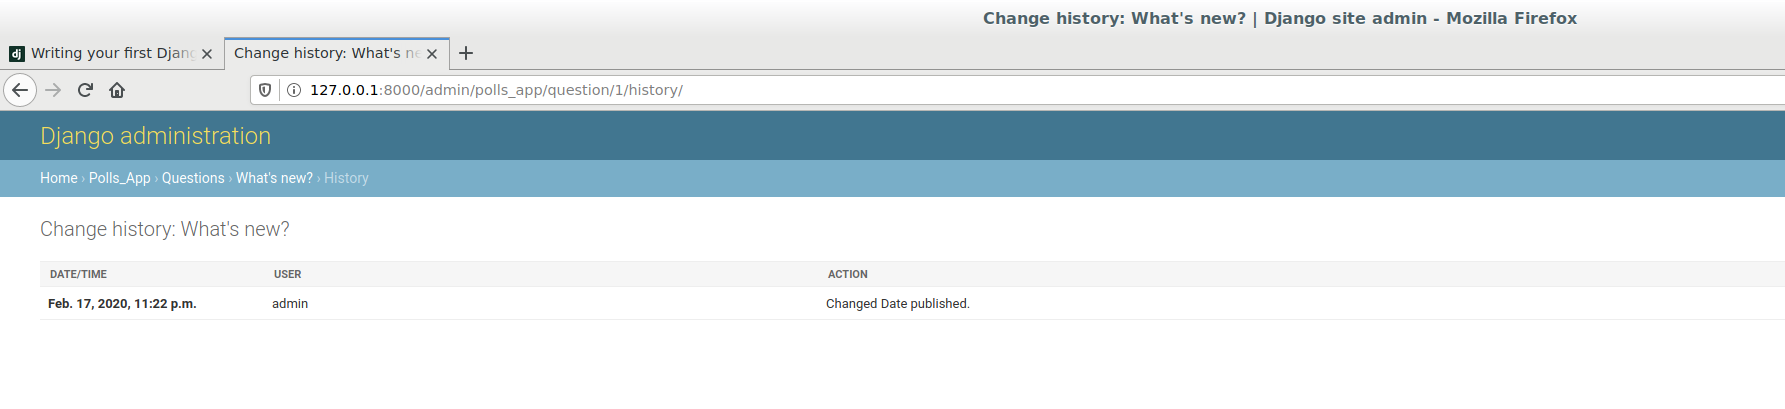 Change history: What's new? | Django site admin - Mozilla Firefox
dj Writing your first Djang Change history: What's ne
127.0.0.1:8000/admin/polls_app/question/1/history/
Django administration
Home › Polls_App › Questions › What's new? › History
Change history: What's new?
DATE/TIME USER ACTION
Feb. 17, 2020, 11:22 p.m. admin Changed Date published.